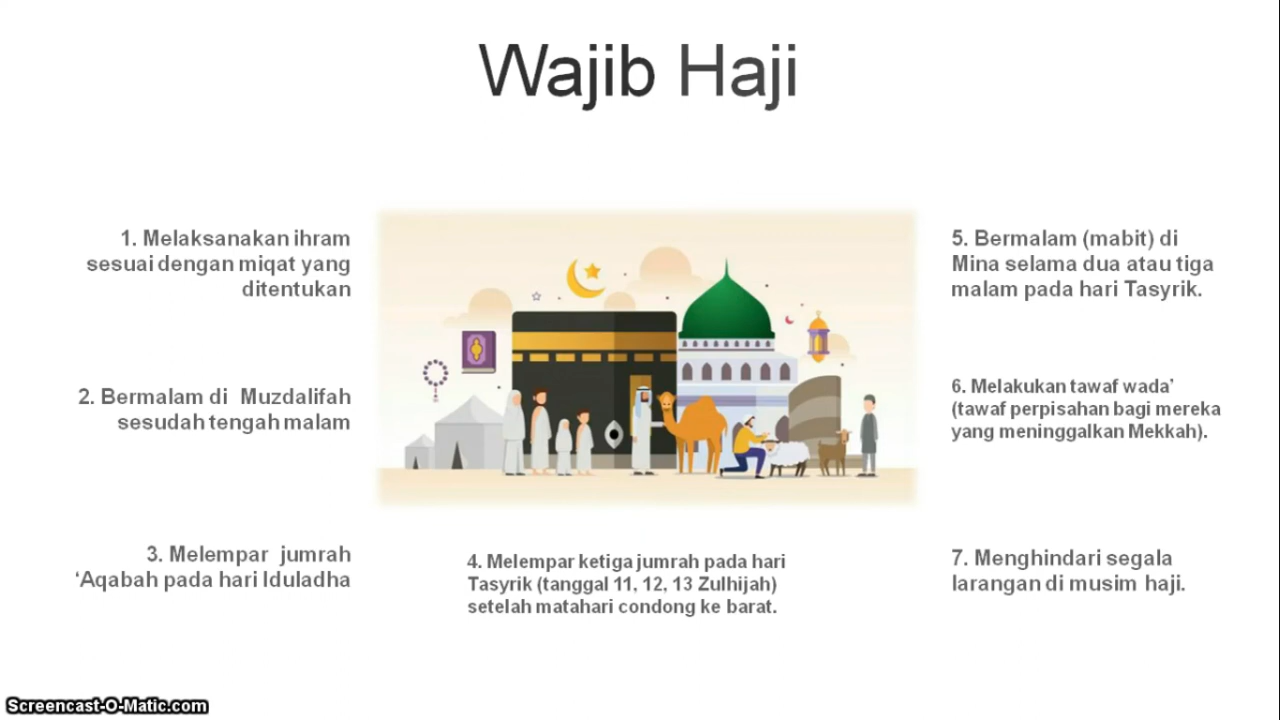 Wajib Haji
1. Melaksanakan ihram
sesuai dengan miqat yang
ditentukan
2. Bermalam di Muzdalifah
sesudah tengah malam
3. Melempar jumrah
‘Aqabah pada hari Iduladha
4. Melempar ketiga jumrah pada hari
Tasyrik (tanggal 11, 12, 13 Zulhijah)
setelah matahari condong ke barat.
5. Bermalam (mabit) di
Mina selama dua atau tiga
malam pada hari Tasyrik.
6. Melakukan tawaf wada’
(tawaf perpisahan bagi mereka
yang meninggalkan Mekkah).
7. Menghindari segala
larangan di musim haji.
Screencast-O-Matic.com